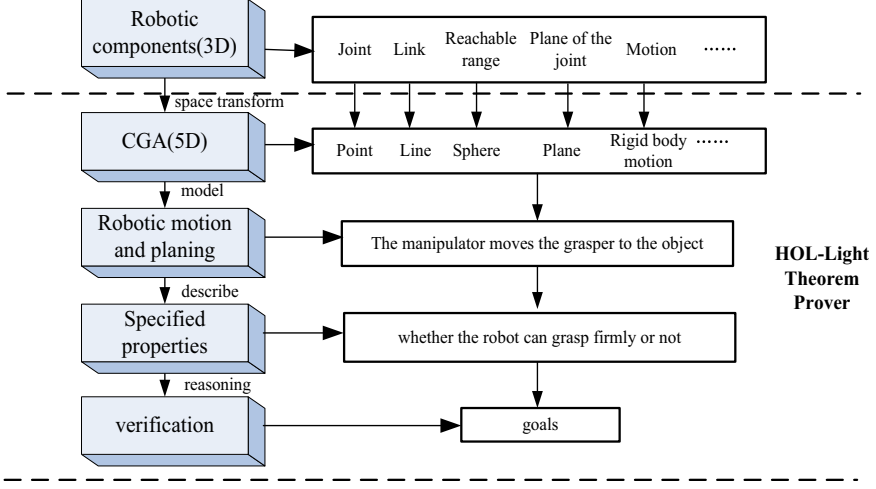 Robotic
components(3D)
Joint
Link
Reachable
range
Plane of the
joint
Motion
......
space transform
CGA(5D)
Point
Line
Sphere
Plane
Rigid body
motion
......
model
Robotic motion
and planing
The manipulator moves the grasper to the object
HOL-Light
Theorem
Prover
describe
Specified
properties
whether the robot can grasp firmly or not
reasoning
verification
goals